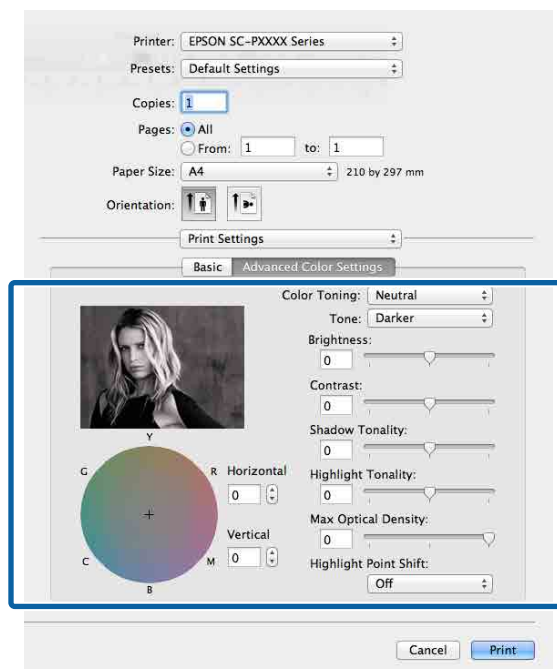 Printer: EPSON SC-PXXXX Series
Presets: Default Settings
Copies: 1
Pages: All
From: 1 to: 1
Paper Size: A4 210 by 297 mm
Orientation:
Print Settings
Basic Advanced Color Settings
Color Toning: Neutral
Tone: Darker
Brightness:
0
Contrast:
0
Shadow Tonality:
0
Highlight Tonality:
0
Max Optical Density:
0
Highlight Point Shift:
Off
Y
G R
C M
B
Horizontal
0
Vertical
0
Cancel Print